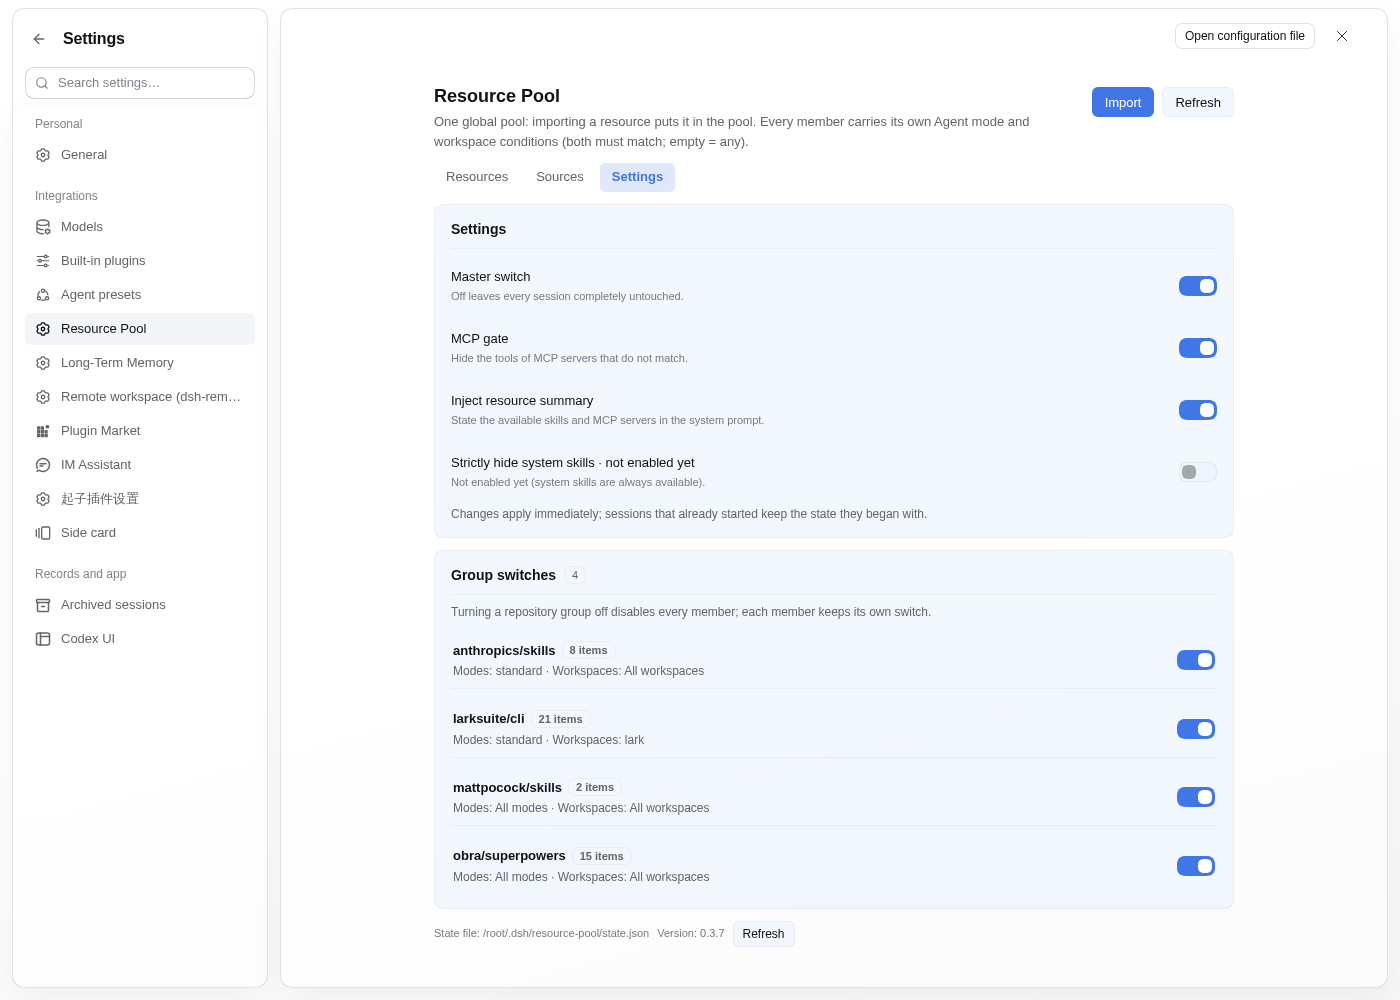 Settings
Search settings…
Personal
General
Integrations
Models
Built-in plugins
Agent presets
Resource Pool
Long-Term Memory
Remote workspace (dsh-rem…
Plugin Market
IM Assistant
起子插件设置
Side card
Records and app
Archived sessions
Codex UI
Open configuration file
Resource Pool
Import
Refresh
One global pool: importing a resource puts it in the pool. Every member carries its own Agent mode and
workspace conditions (both must match; empty = any).
Resources
Sources
Settings
Settings
Master switch
Off leaves every session completely untouched.
MCP gate
Hide the tools of MCP servers that do not match.
Inject resource summary
State the available skills and MCP servers in the system prompt.
Strictly hide system skills · not enabled yet
Not enabled yet (system skills are always available).
Changes apply immediately; sessions that already started keep the state they began with.
Group switches 4
Turning a repository group off disables every member; each member keeps its own switch.
anthropics/skills 8 items
Modes: standard · Workspaces: All workspaces
larksuite/cli 21 items
Modes: standard · Workspaces: lark
mattpocock/skills 2 items
Modes: All modes · Workspaces: All workspaces
obra/superpowers 15 items
Modes: All modes · Workspaces: All workspaces
State file: /root/.dsh/resource-pool/state.json Version: 0.3.7 Refresh